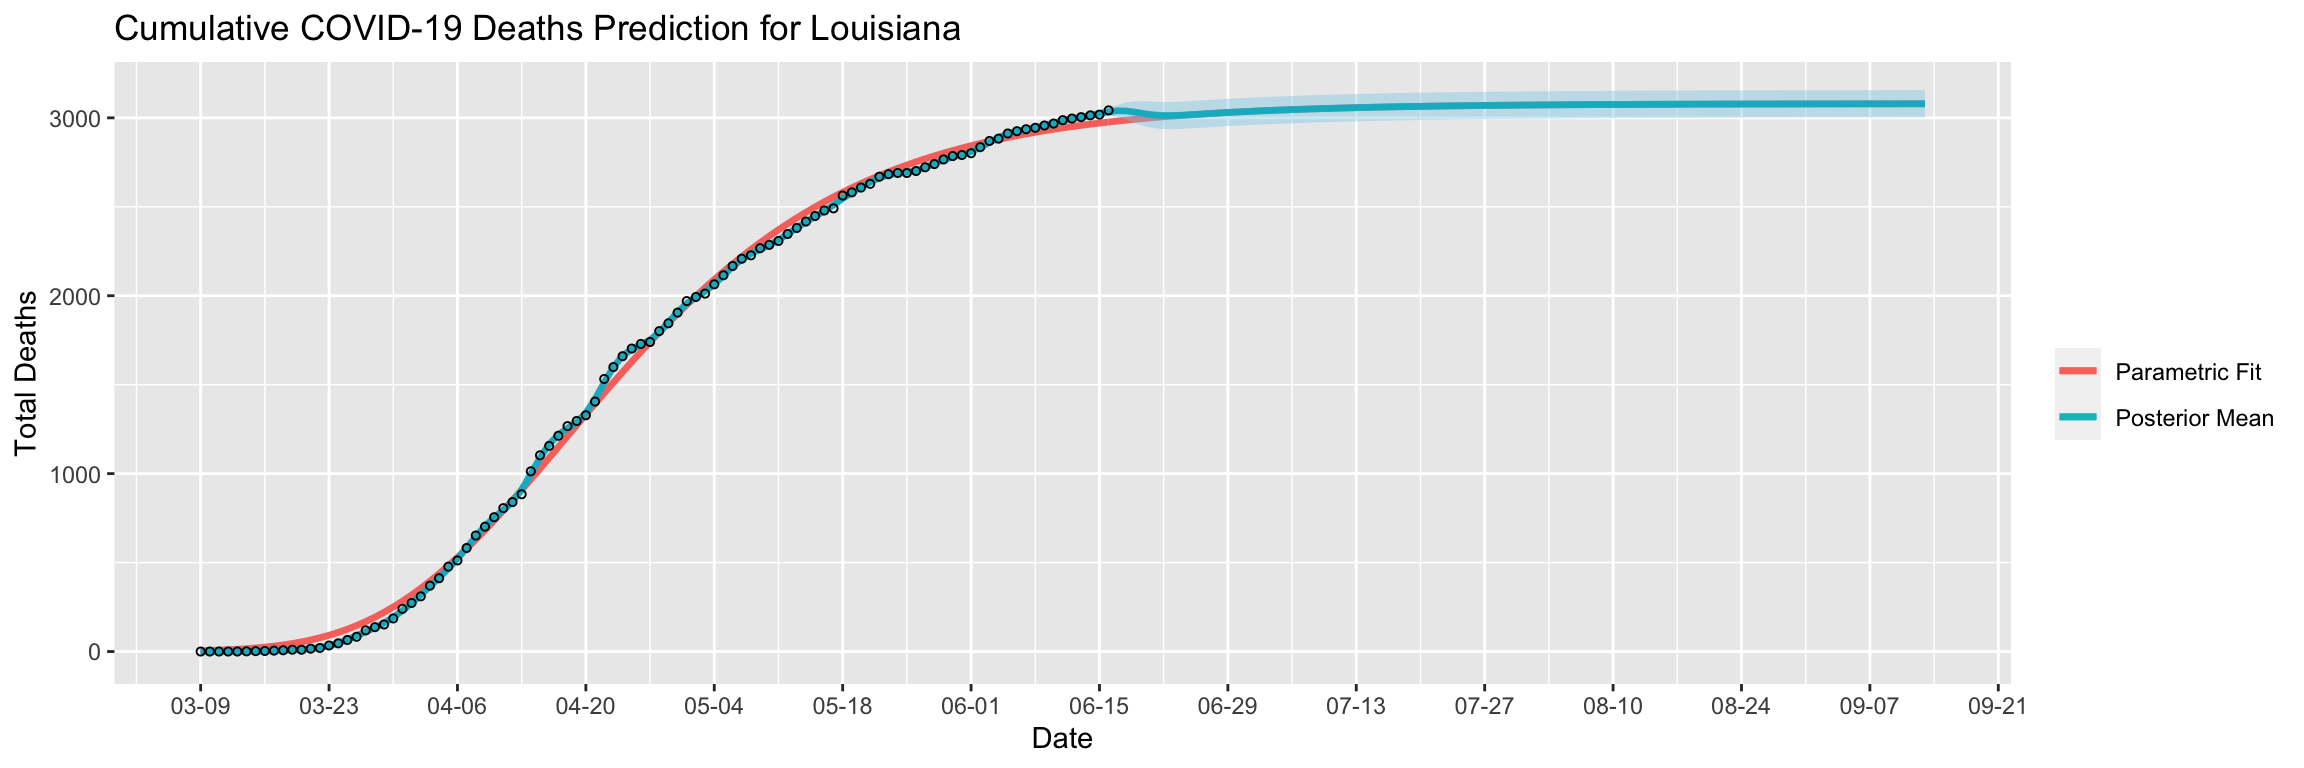 Cumulative COVID-19 Deaths Prediction for Louisiana
Total Deaths
3000
2000
1000
0
03-09 03-23 04-06 04-20 05-04 05-18 06-01 06-15 06-29 07-13 07-27 08-10 08-24 09-07 09-21
Date
Parametric Fit
Posterior Mean